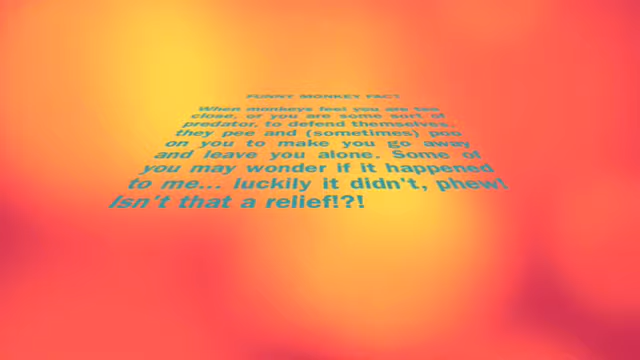 FUNNY MONKEY FACT
When monkeys feel you are too
close, or you are some sort of
predator, to defend themselves,
they pee and (sometimes) poo
on you to make you go away
and leave you alone. Some of
you may wonder if it happened
to me... luckily it didn't, phew!
Isn't that a relief!?!